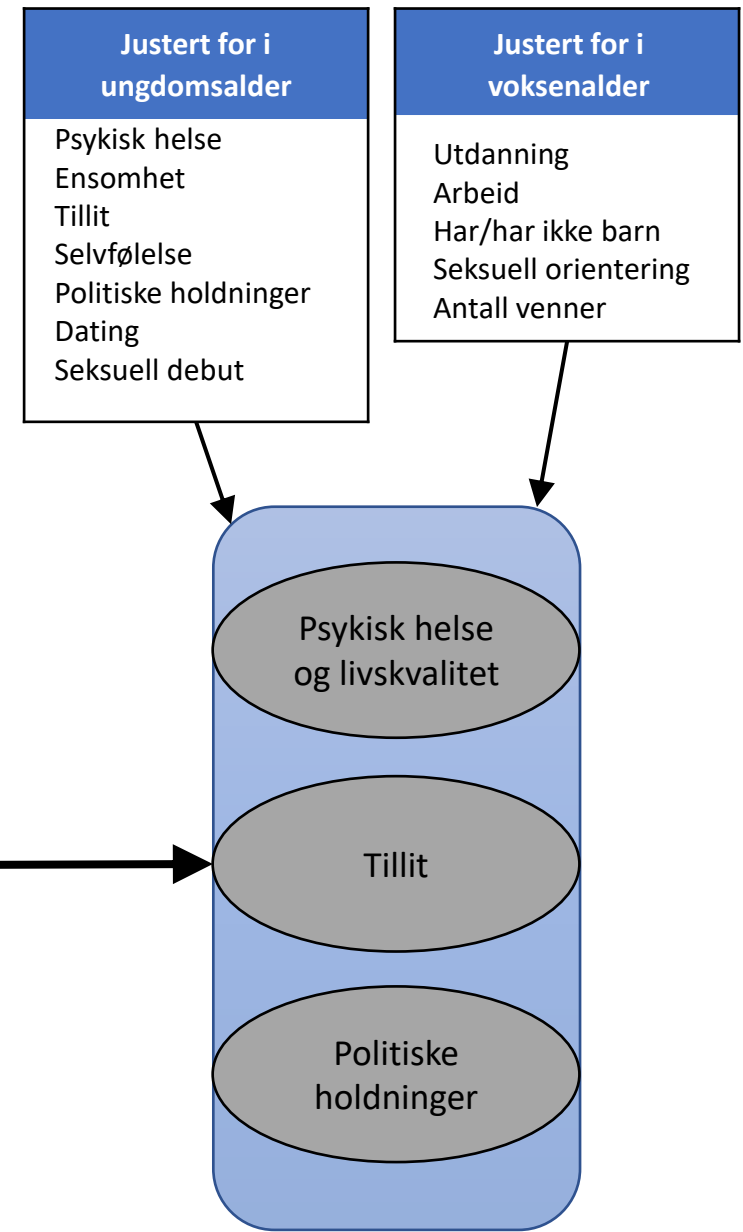 Justert for i
ungdomsalder
Psykisk helse
Ensomhet
Tillit
Selvfølelse
Politiske holdninger
Dating
Seksuell debut
Justert for i
voksenalder
Utdanning
Arbeid
Har/har ikke barn
Seksuell orientering
Antall venner
Psykisk helse
og livskvalitet
Tillit
Politiske
holdninger